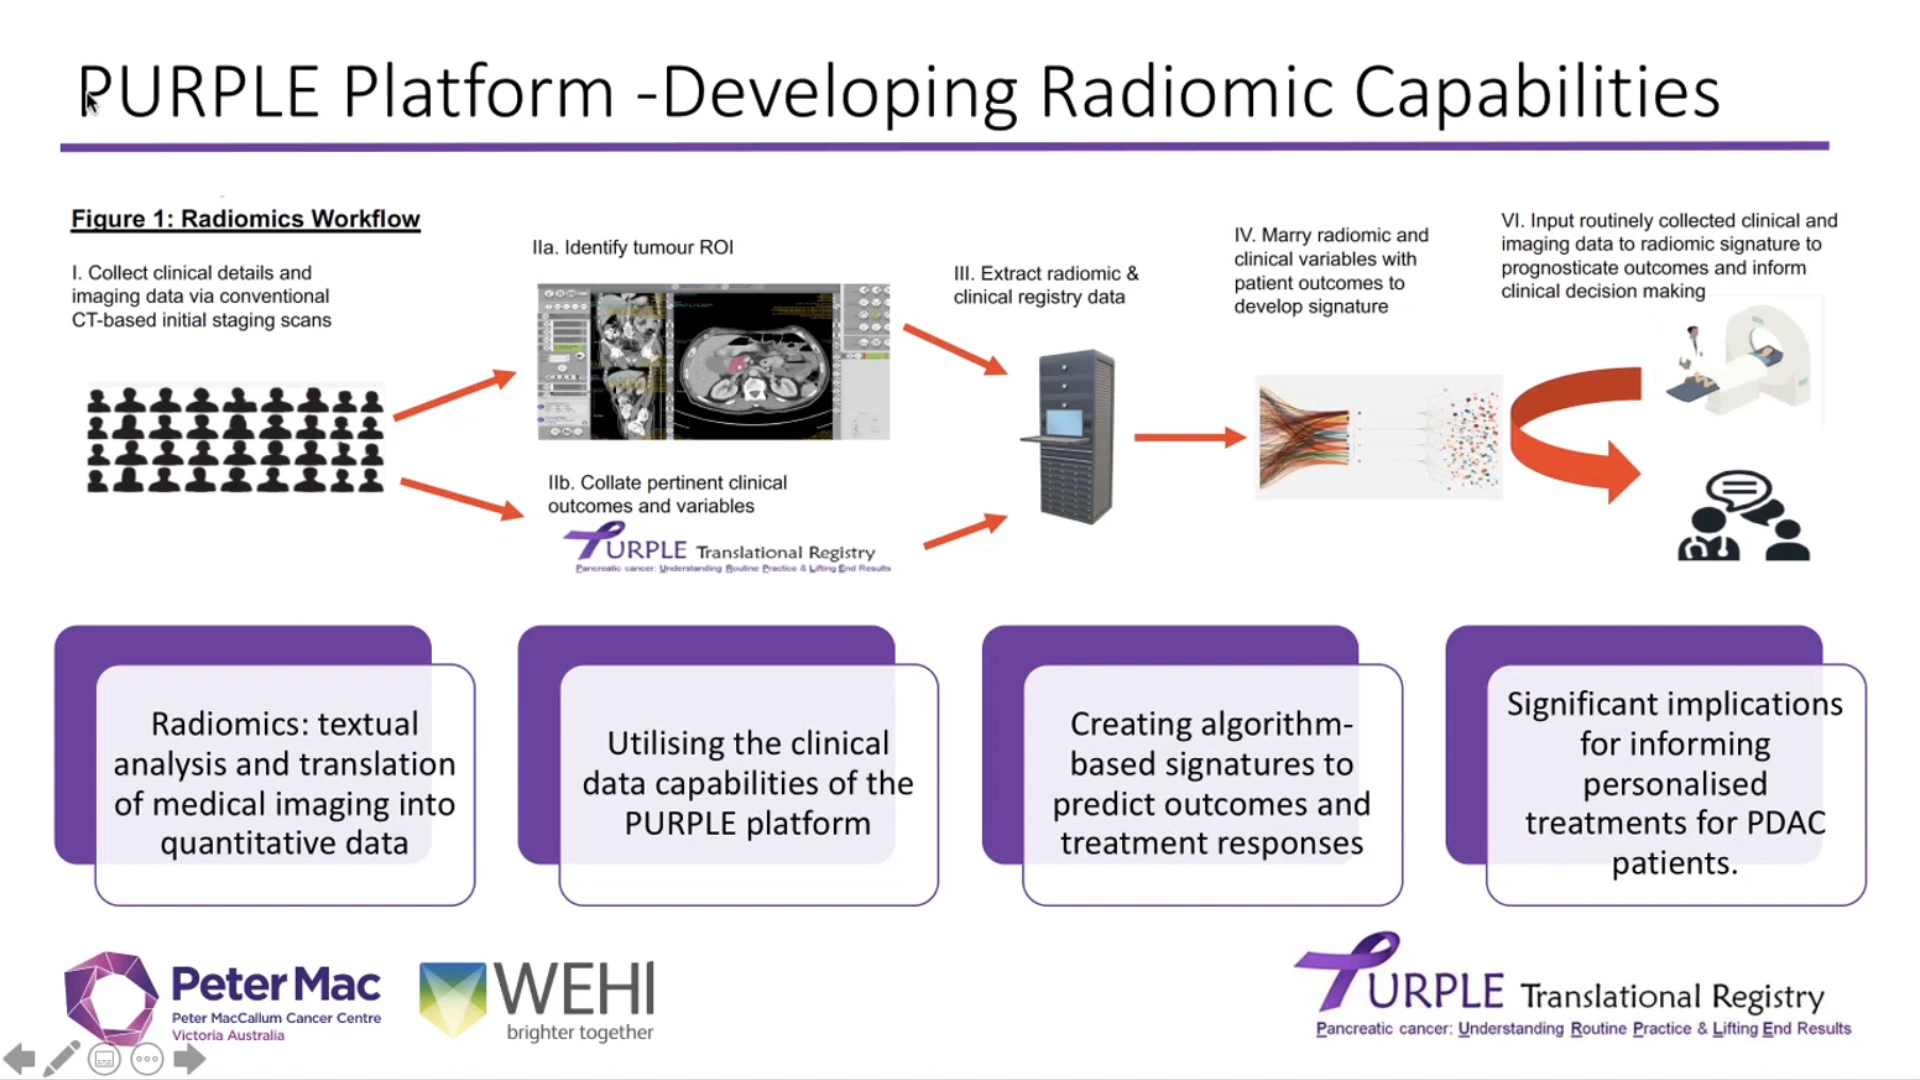 PURPLE Platform -Developing Radiomic Capabilities
Figure 1: Radiomics Workflow
I. Collect clinical details and
imaging data via conventional
CT-based initial staging scans
IIa. Identify tumour ROI
IIb. Collate pertinent clinical
outcomes and variables
PURPLE Translational Registry
Pancreatic cancer: Understanding Routine Practice & Lifting End Results
III. Extract radiomic &
clinical registry data
IV. Marry radiomic and
clinical variables with
patient outcomes to
develop signature
VI. Input routinely collected clinical and
imaging data to radiomic signature to
prognosticate outcomes and inform
clinical decision making
Radiomics: textual
analysis and translation
of medical imaging into
quantitative data
Utilising the clinical
data capabilities of the
PURPLE platform
Creating algorithm-
based signatures to
predict outcomes and
treatment responses
Significant implications
for informing
personalised
treatments for PDAC
patients.
Peter Mac
Peter MacCallum Cancer Centre
Victoria Australia
WEHI
brighter together
PURPLE Translational Registry
Pancreatic cancer: Understanding Routine Practice & Lifting End Results